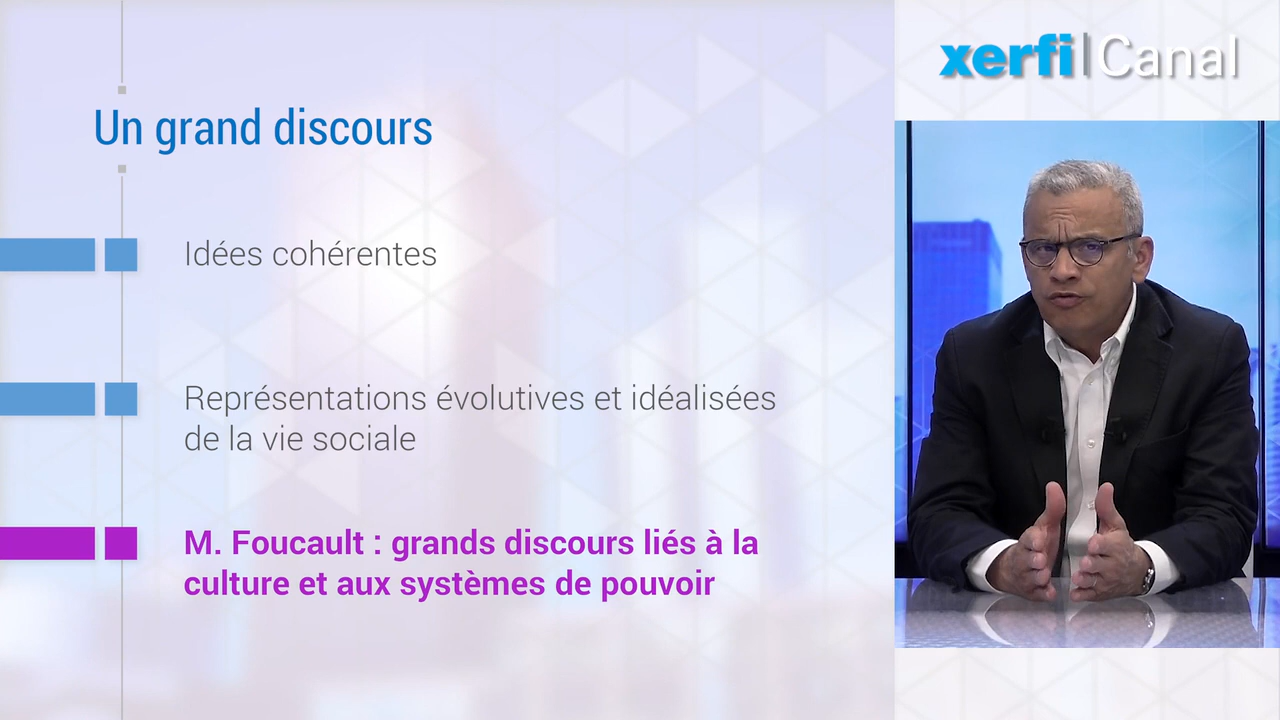 xerfi Canal
Un grand discours
Idées cohérentes
Représentations évolutives et idéalisées
de la vie sociale
M. Foucault : grands discours liés à la
culture et aux systèmes de pouvoir